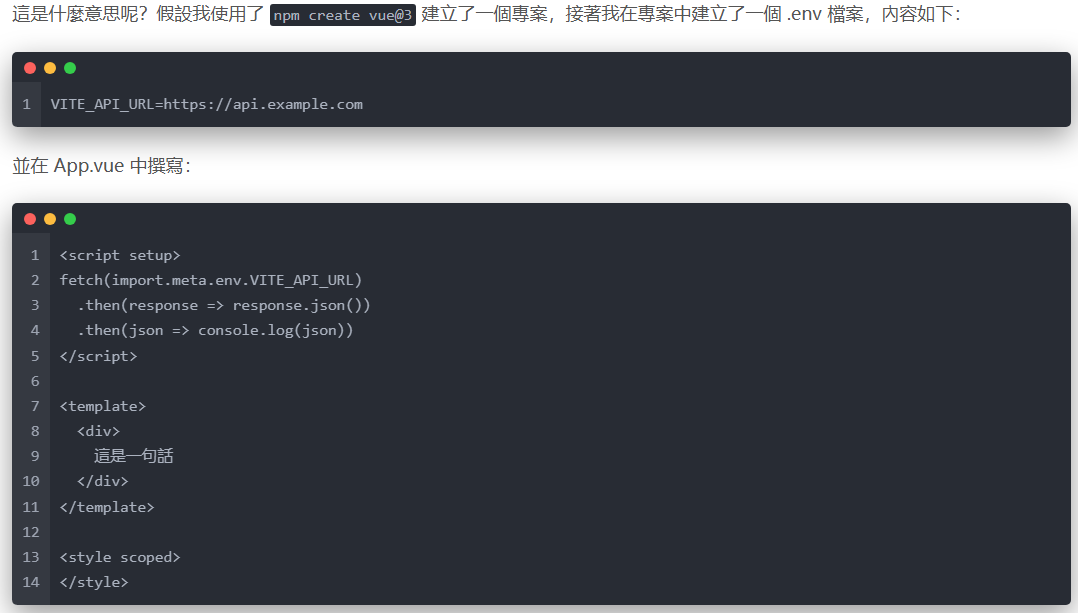 這是什麼意思呢？假設我使用了 npm create vue@3 建立了一個專案，接著我在專案中建立了一個 .env 檔案，內容如下：
1 VITE_API_URL=https://api.example.com
並在 App.vue 中撰寫：
1 <script setup>
2 fetch(import.meta.env.VITE_API_URL)
3   .then(response => response.json())
4   .then(json => console.log(json))
5 </script>
6
7 <template>
8   <div>
9     這是一句話
10   </div>
11 </template>
12
13 <style scoped>
14 </style>